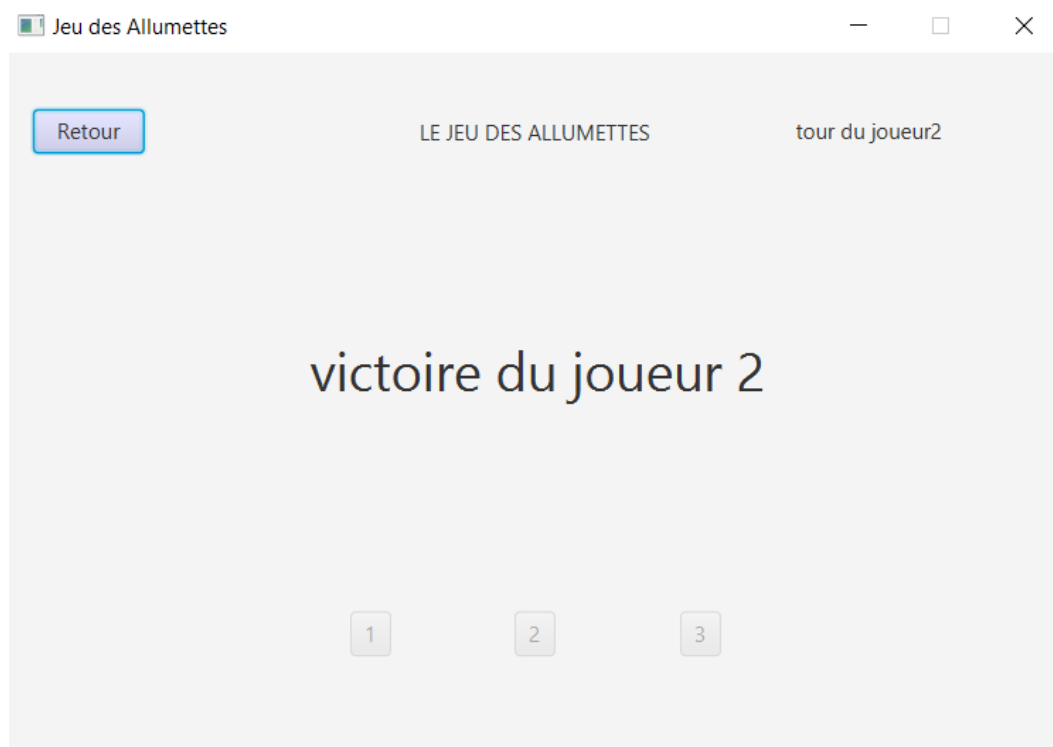 Jeu des Allumettes
Retour
LE JEU DES ALLUMETTES
tour du joueur2
victoire du joueur 2
1
2
3